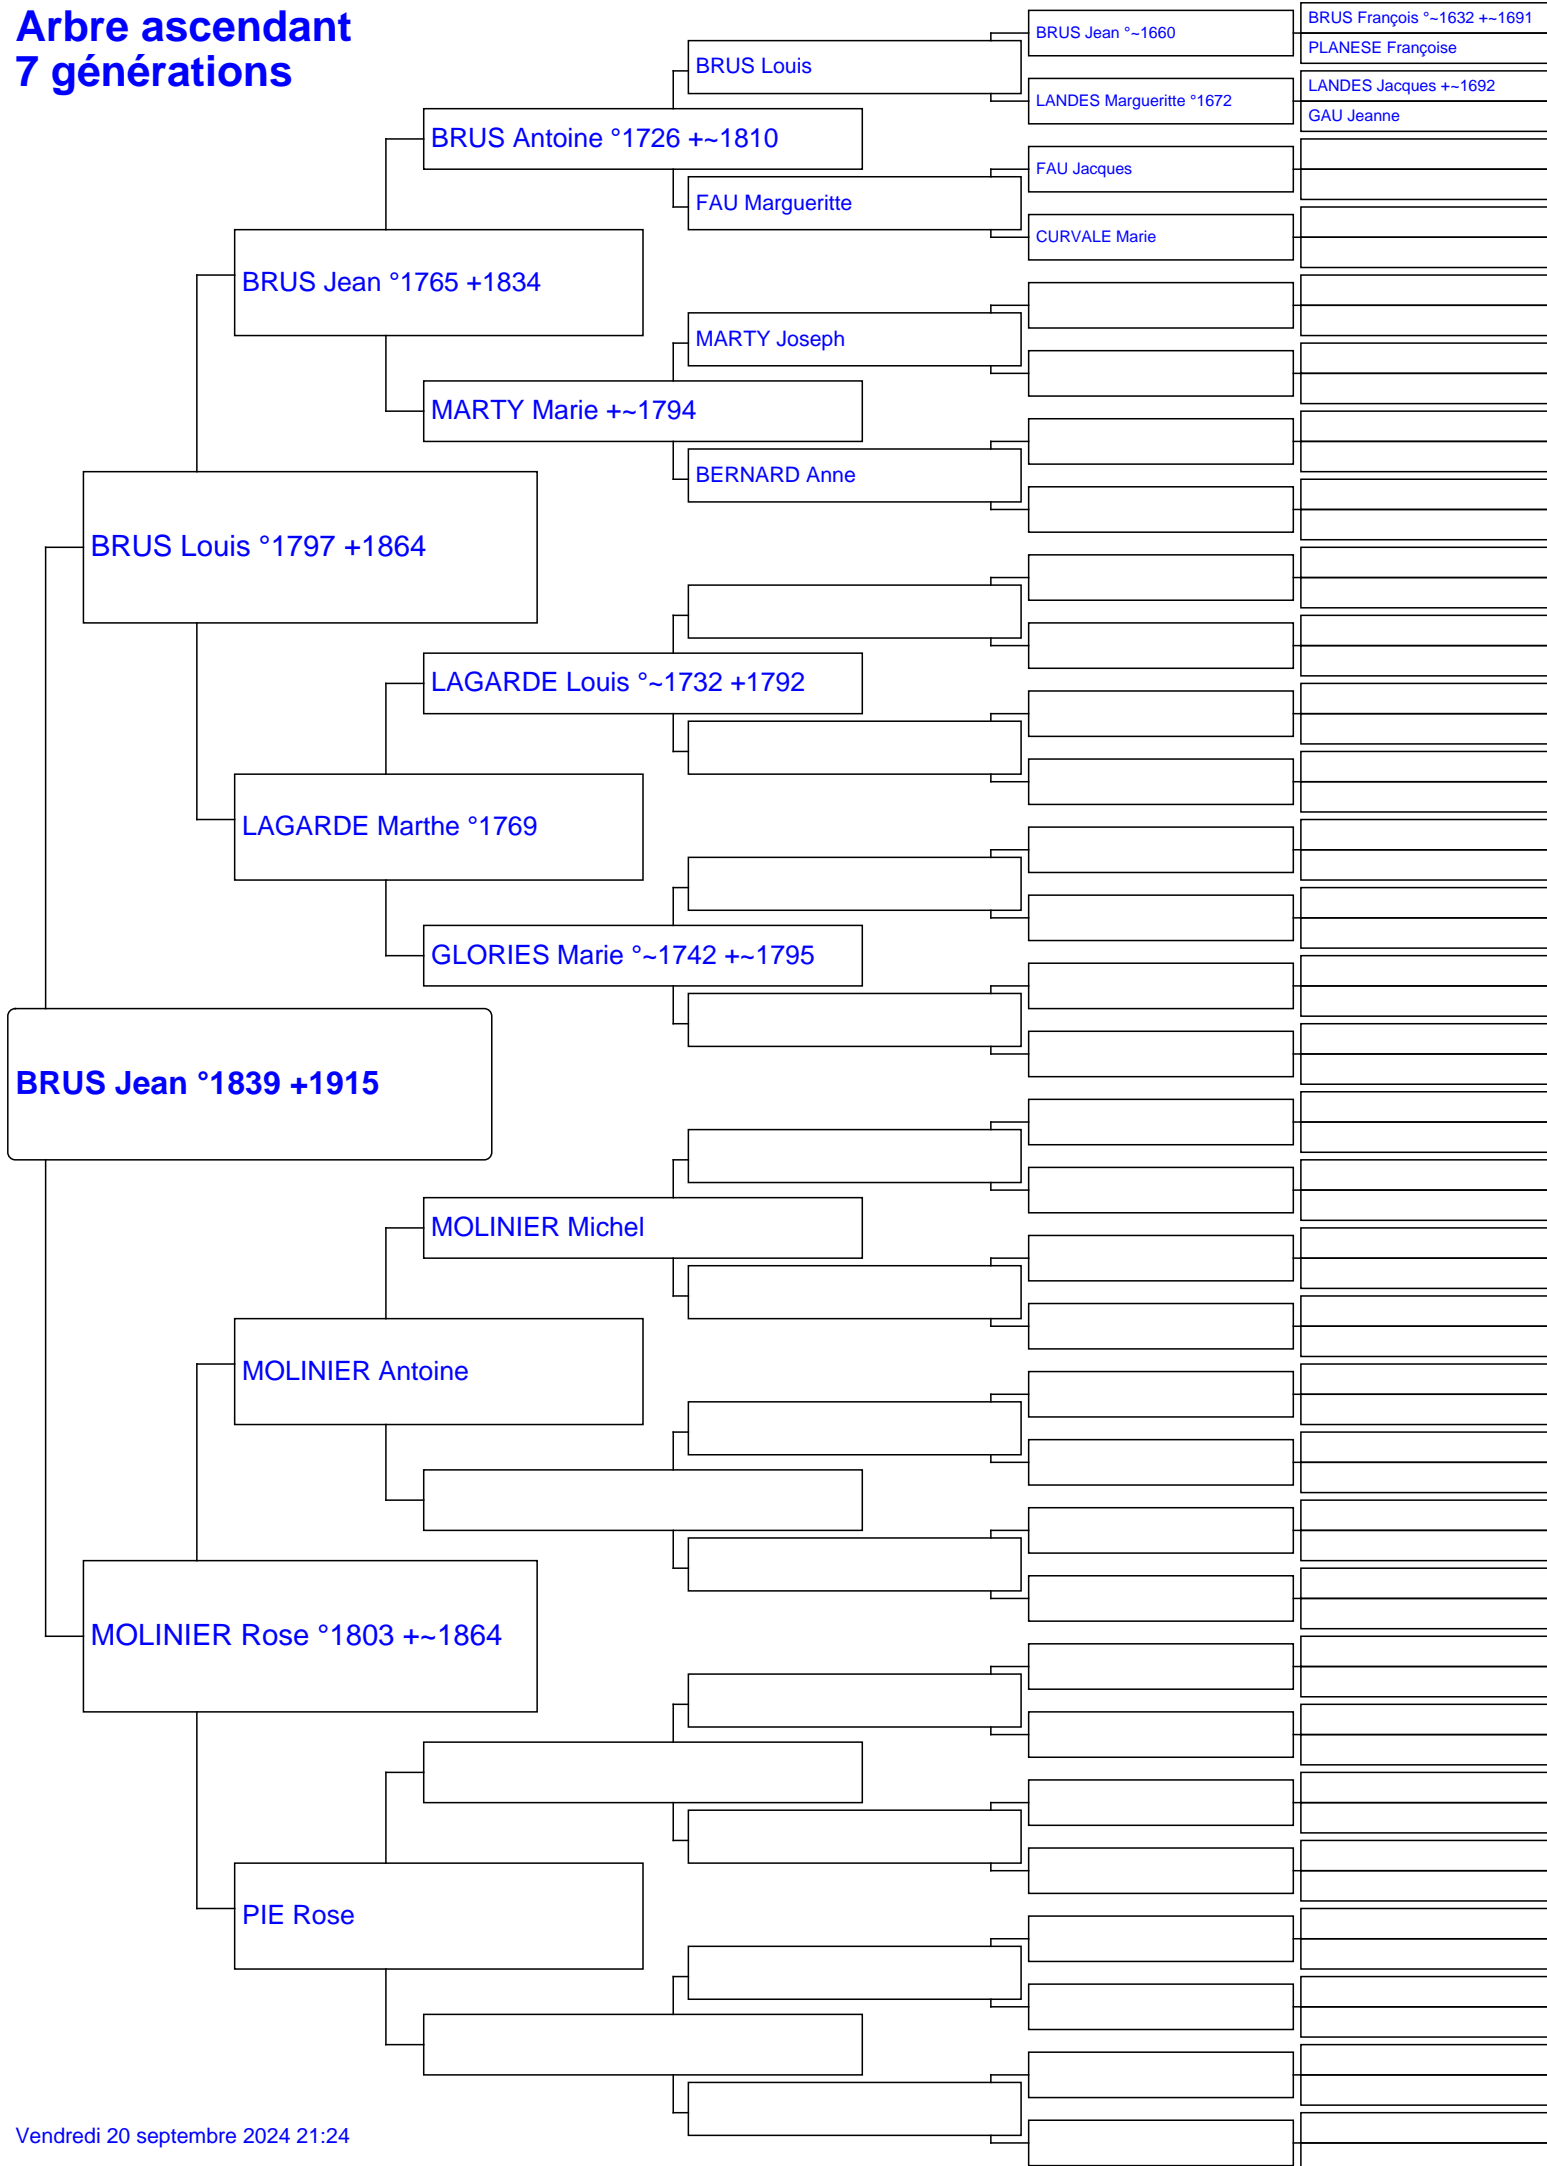 Arbre ascendant
7 générations
BRUS François °~1632 +~1691
BRUS Jean °~1660
PLANESE Françoise
BRUS Louis
LANDES Jacques +~1692
LANDES Margueritte °1672
GAU Jeanne
BRUS Antoine °1726 +~1810
FAU Jacques
FAU Margueritte
CURVALE Marie
BRUS Jean °1765 +1834
MARTY Joseph
MARTY Marie +~1794
BERNARD Anne
BRUS Louis °1797 +1864
LAGARDE Louis °~1732 +1792
LAGARDE Marthe °1769
GLORIES Marie °~1742 +~1795
BRUS Jean °1839 +1915
MOLINIER Michel
MOLINIER Antoine
MOLINIER Rose °1803 +~1864
PIE Rose
Vendredi 20 septembre 2024 21:24